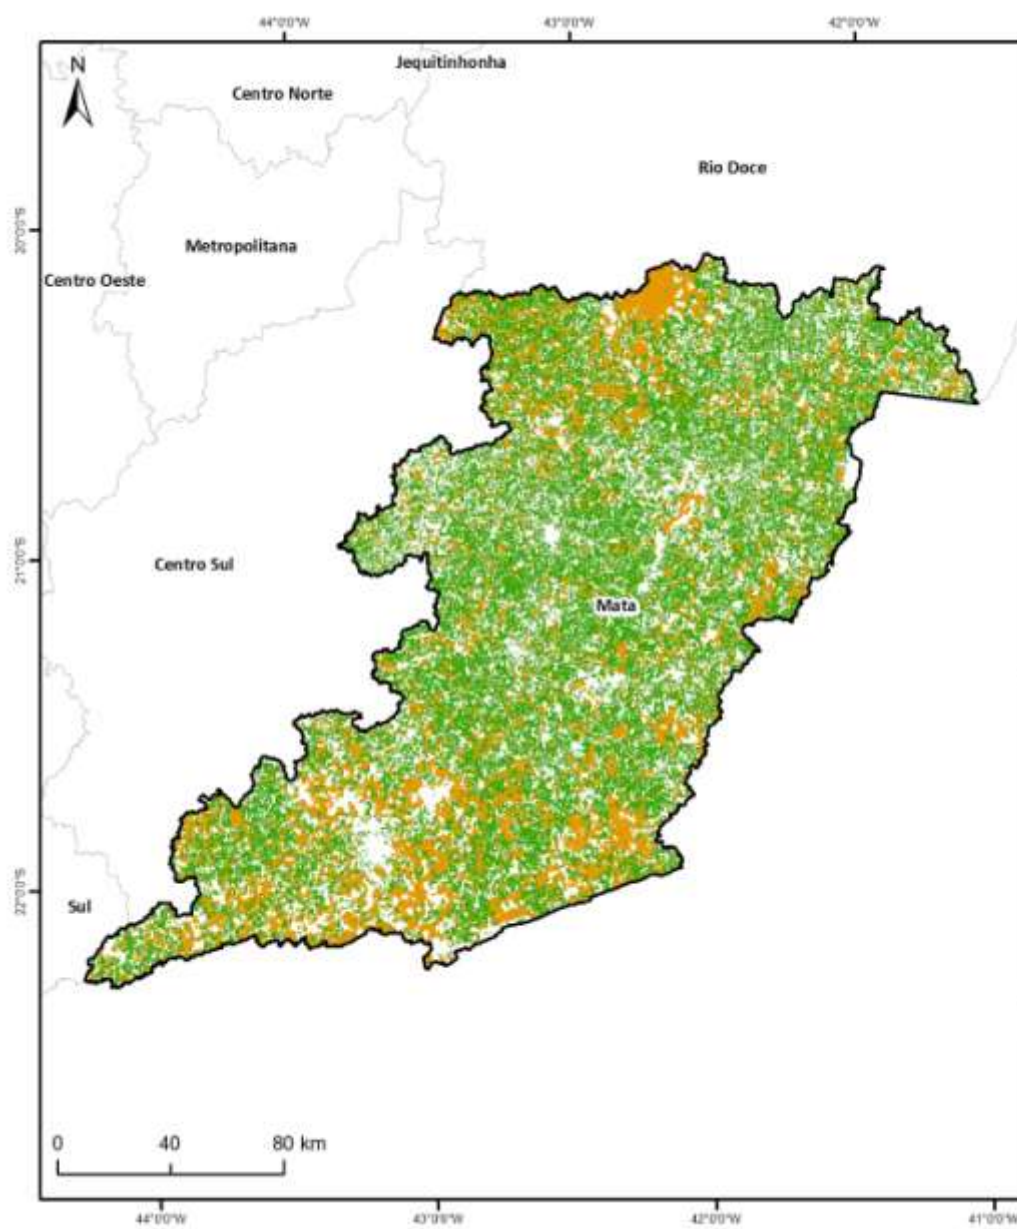 44°0'0"W 43°0'0"W 42°0'0"W
N
Jequitinhonha
Centro Norte
Rio Doce
20°0'0"S
Metropolitana
Centro Oeste
21°0'0"S
Centro Sul
Mata
22°0'0"S
Sul
0 40 80 km
44°0'0"W 43°0'0"W 42°0'0"W 41°0'0"W